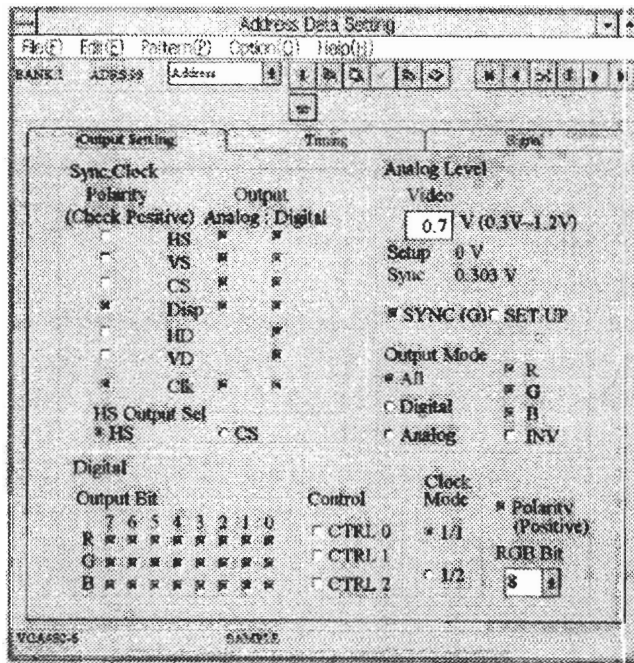 Address Data Setting
File(F) Edit(E) Pattern(P) Option(O) Help(H)
BANK:1 ADRS:99 Address
Output Setting Timing Signal
Sync,Clock
Polarity Output
(Check Positive) Analog : Digital
HS
VS
CS
Disp
HD
VD
Clk
HS Output Sel
HS CS
Analog Level
Video
0.7 V (0.3V~1.2V)
Setup 0 V
Sync 0.303 V
SYNC (G) SET UP
Output Mode
All R
G
Digital B
Analog INV
Digital
Output Bit
7 6 5 4 3 2 1 0
R
G
B
Control
CTRL 0
CTRL 1
CTRL 2
Clock
Mode
1/1
1/2
Polarity
(Positive)
RGB Bit
8
VGA480-6 SAMPLE